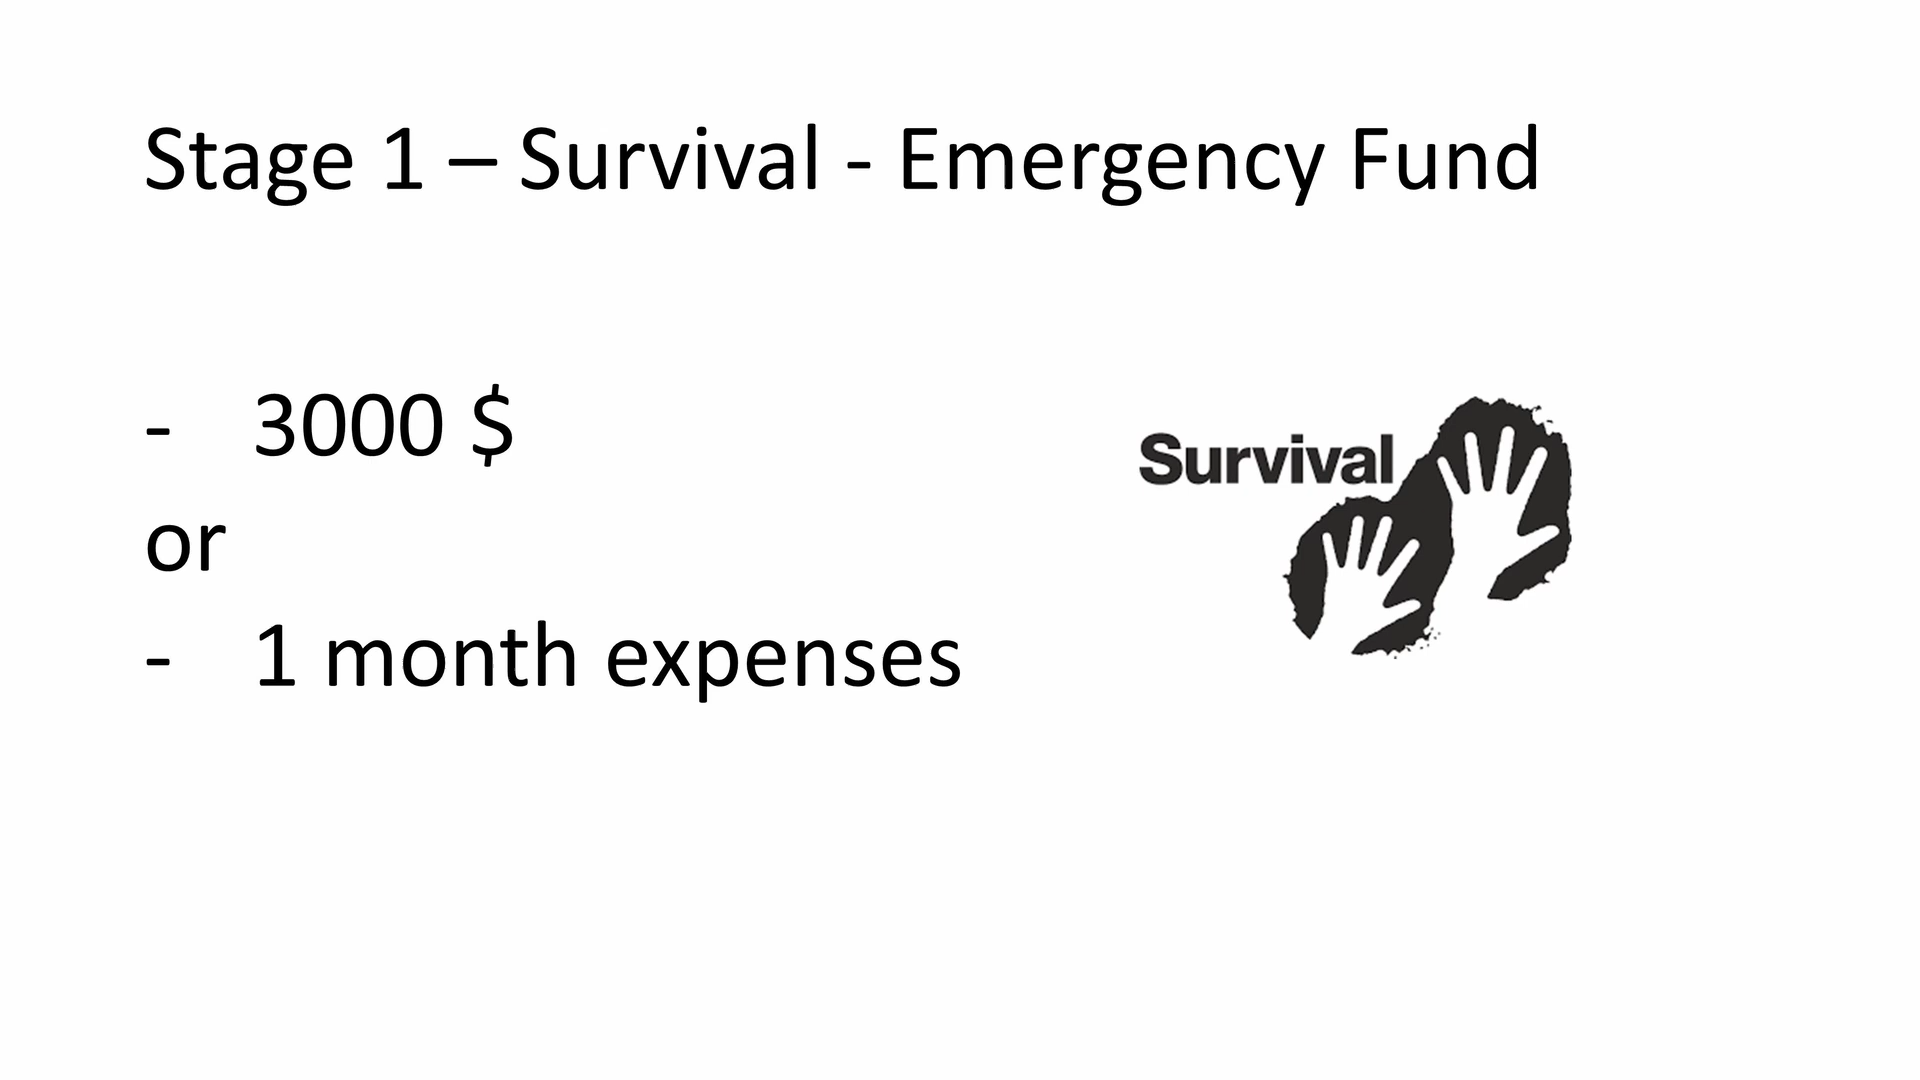 Stage 1 – Survival - Emergency Fund
- 3000 $
or
- 1 month expenses
Survival